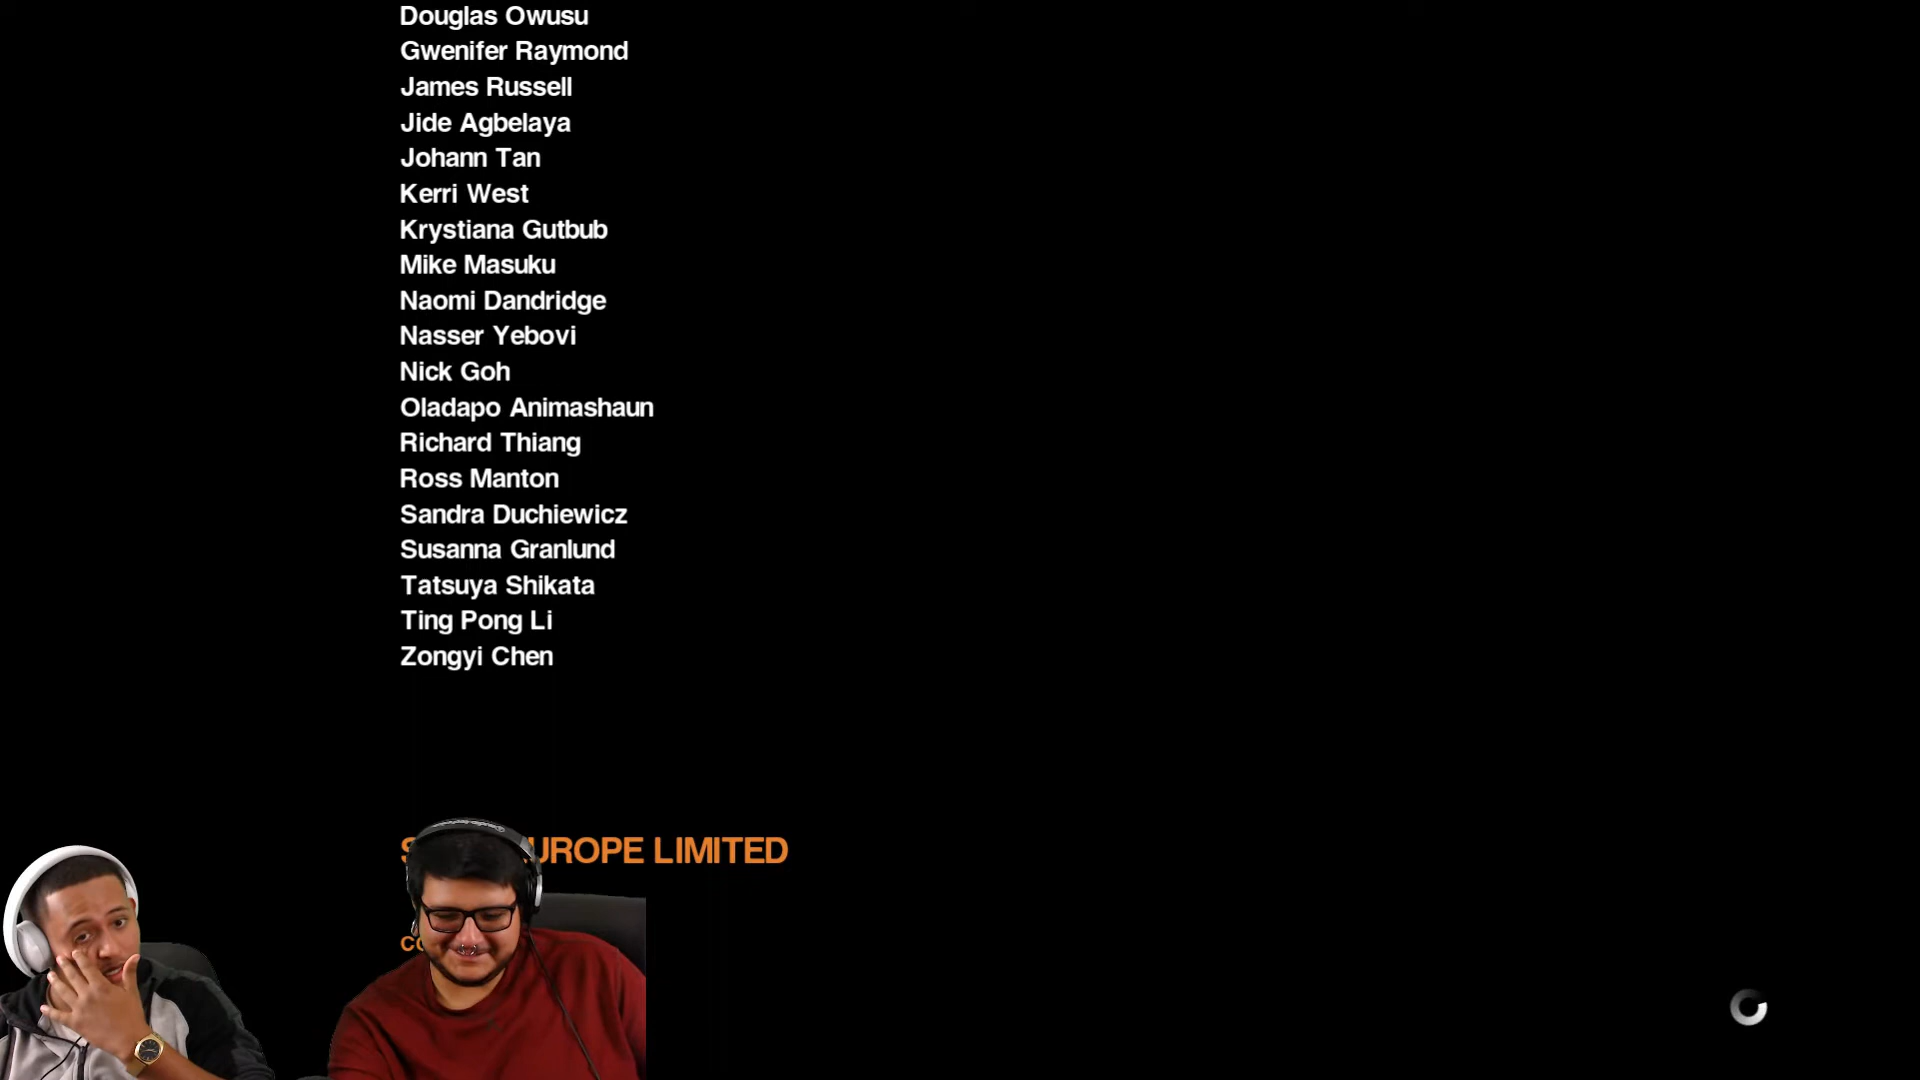 Douglas Owusu
Gwenifer Raymond
James Russell
Jide Agbelaya
Johann Tan
Kerri West
Krystiana Gutbub
Mike Masuku
Naomi Dandridge
Nasser Yebovi
Nick Goh
Oladapo Animashaun
Richard Thiang
Ross Manton
Sandra Duchiewicz
Susanna Granlund
Tatsuya Shikata
Ting Pong Li
Zongyi Chen
LIMITED